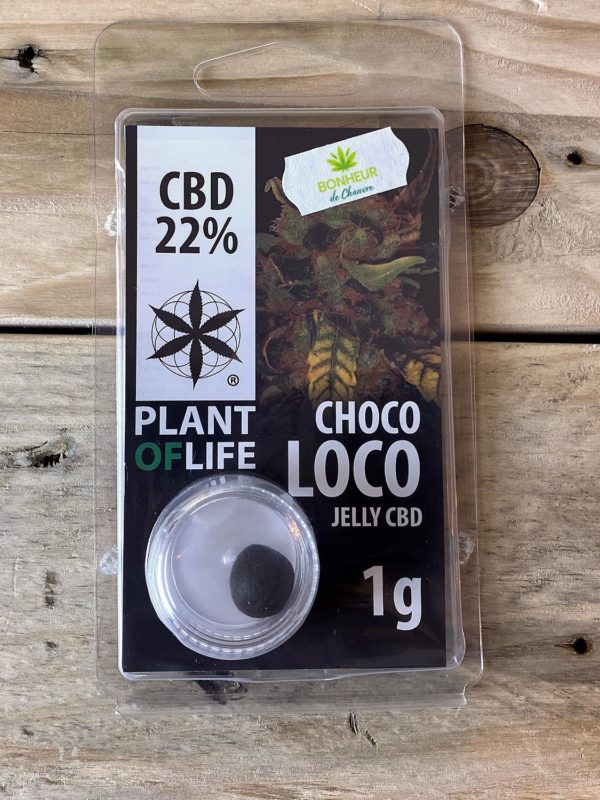 BONHEUR
de Chanvre
CBD
22%
®
PLANT
OFLIFE
CHOCO
LOCO
JELLY CBD
1g